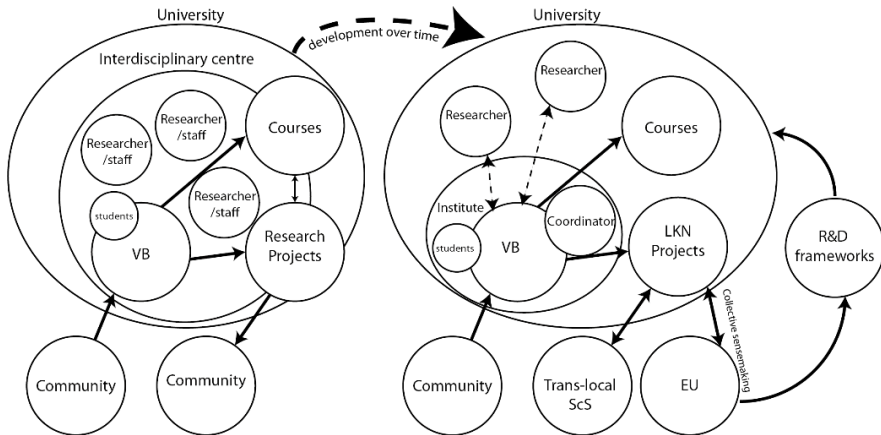 University
development over time
University
Interdisciplinary centre
Researcher
/staff
Researcher
/staff
Courses
Researcher
/staff
students
VB
Research
Projects
Community
Community
Researcher
Researcher
Courses
Institute
Coordinator
students
VB
LKN
Projects
R&D
frameworks
Collective sensemaking
Community
Trans-local
ScS
EU